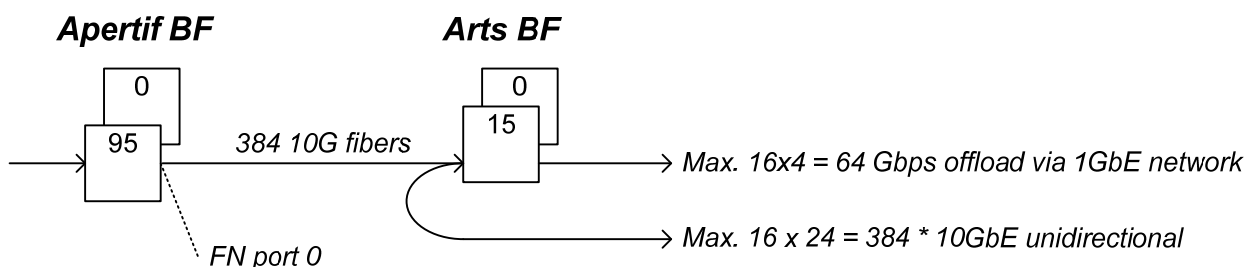 Apertif BF
Arts BF
0
0
95
15
384 10G fibers
Max. 16x4 = 64 Gbps offload via 1GbE network
Max. 16 x 24 = 384 * 10GbE unidirectional
FN port 0